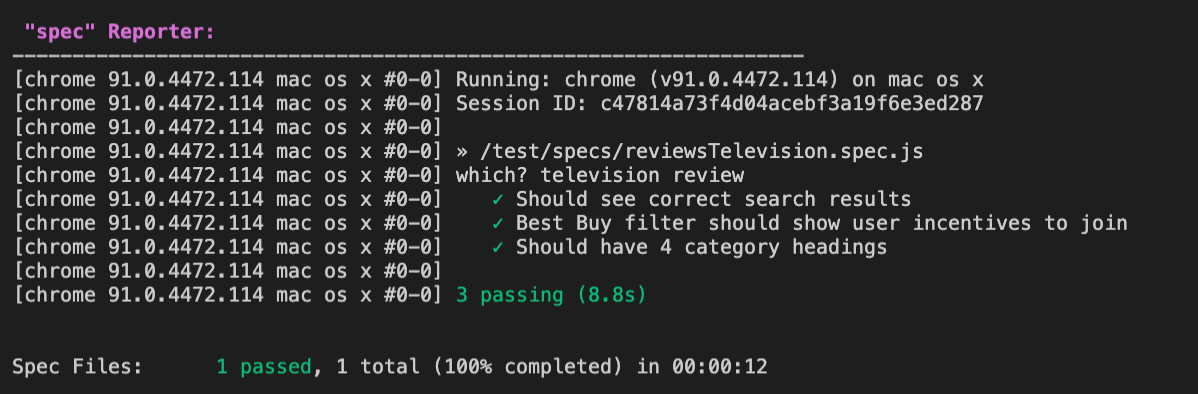 "spec" Reporter:
------------------------------------------------------------------
[chrome 91.0.4472.114 mac os x #0-0] Running: chrome (v91.0.4472.114) on mac os x
[chrome 91.0.4472.114 mac os x #0-0] Session ID: c47814a73f4d04acebf3a19f6e3ed287
[chrome 91.0.4472.114 mac os x #0-0]
[chrome 91.0.4472.114 mac os x #0-0] » /test/specs/reviewsTelevision.spec.js
[chrome 91.0.4472.114 mac os x #0-0] which? television review
[chrome 91.0.4472.114 mac os x #0-0]    ✓ Should see correct search results
[chrome 91.0.4472.114 mac os x #0-0]    ✓ Best Buy filter should show user incentives to join
[chrome 91.0.4472.114 mac os x #0-0]    ✓ Should have 4 category headings
[chrome 91.0.4472.114 mac os x #0-0]
[chrome 91.0.4472.114 mac os x #0-0] 3 passing (8.8s)
Spec Files:      1 passed, 1 total (100% completed) in 00:00:12